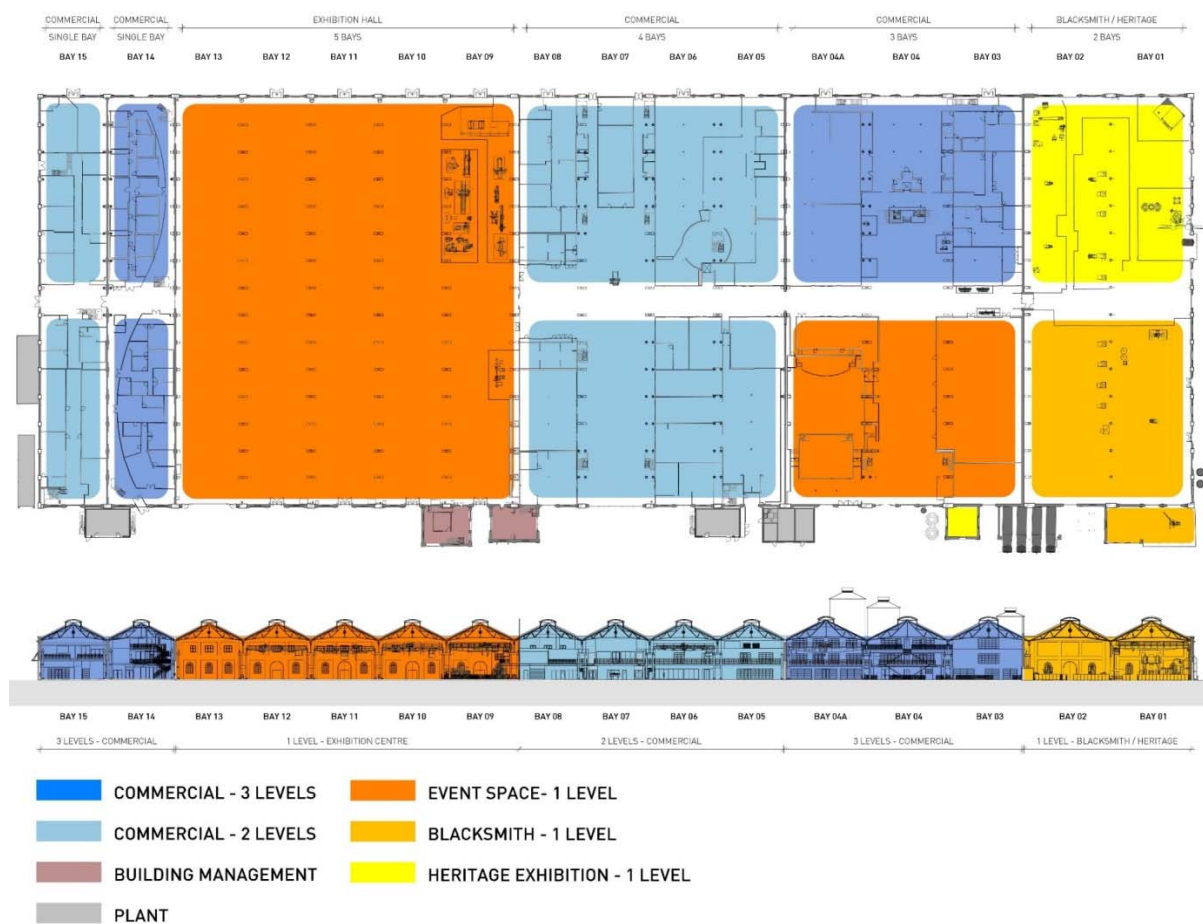 COMMERCIAL COMMERCIAL EXHIBITION HALL COMMERCIAL COMMERCIAL BLACKSMITH / HERITAGE
SINGLE BAY SINGLE BAY 5 BAYS 4 BAYS 3 BAYS 2 BAYS
BAY 15 BAY 14 BAY 13 BAY 12 BAY 11 BAY 10 BAY 09 BAY 08 BAY 07 BAY 06 BAY 05 BAY 04A BAY 04 BAY 03 BAY 02 BAY 01
BAY 15 BAY 14 BAY 13 BAY 12 BAY 11 BAY 10 BAY 09 BAY 08 BAY 07 BAY 06 BAY 05 BAY 04A BAY 04 BAY 03 BAY 02 BAY 01
3 LEVELS - COMMERCIAL 1 LEVEL - EXHIBITION CENTRE 2 LEVELS - COMMERCIAL 3 LEVELS - COMMERCIAL 1 LEVEL - BLACKSMITH / HERITAGE
COMMERCIAL - 3 LEVELS EVENT SPACE- 1 LEVEL
COMMERCIAL - 2 LEVELS BLACKSMITH - 1 LEVEL
BUILDING MANAGEMENT HERITAGE EXHIBITION - 1 LEVEL
PLANT